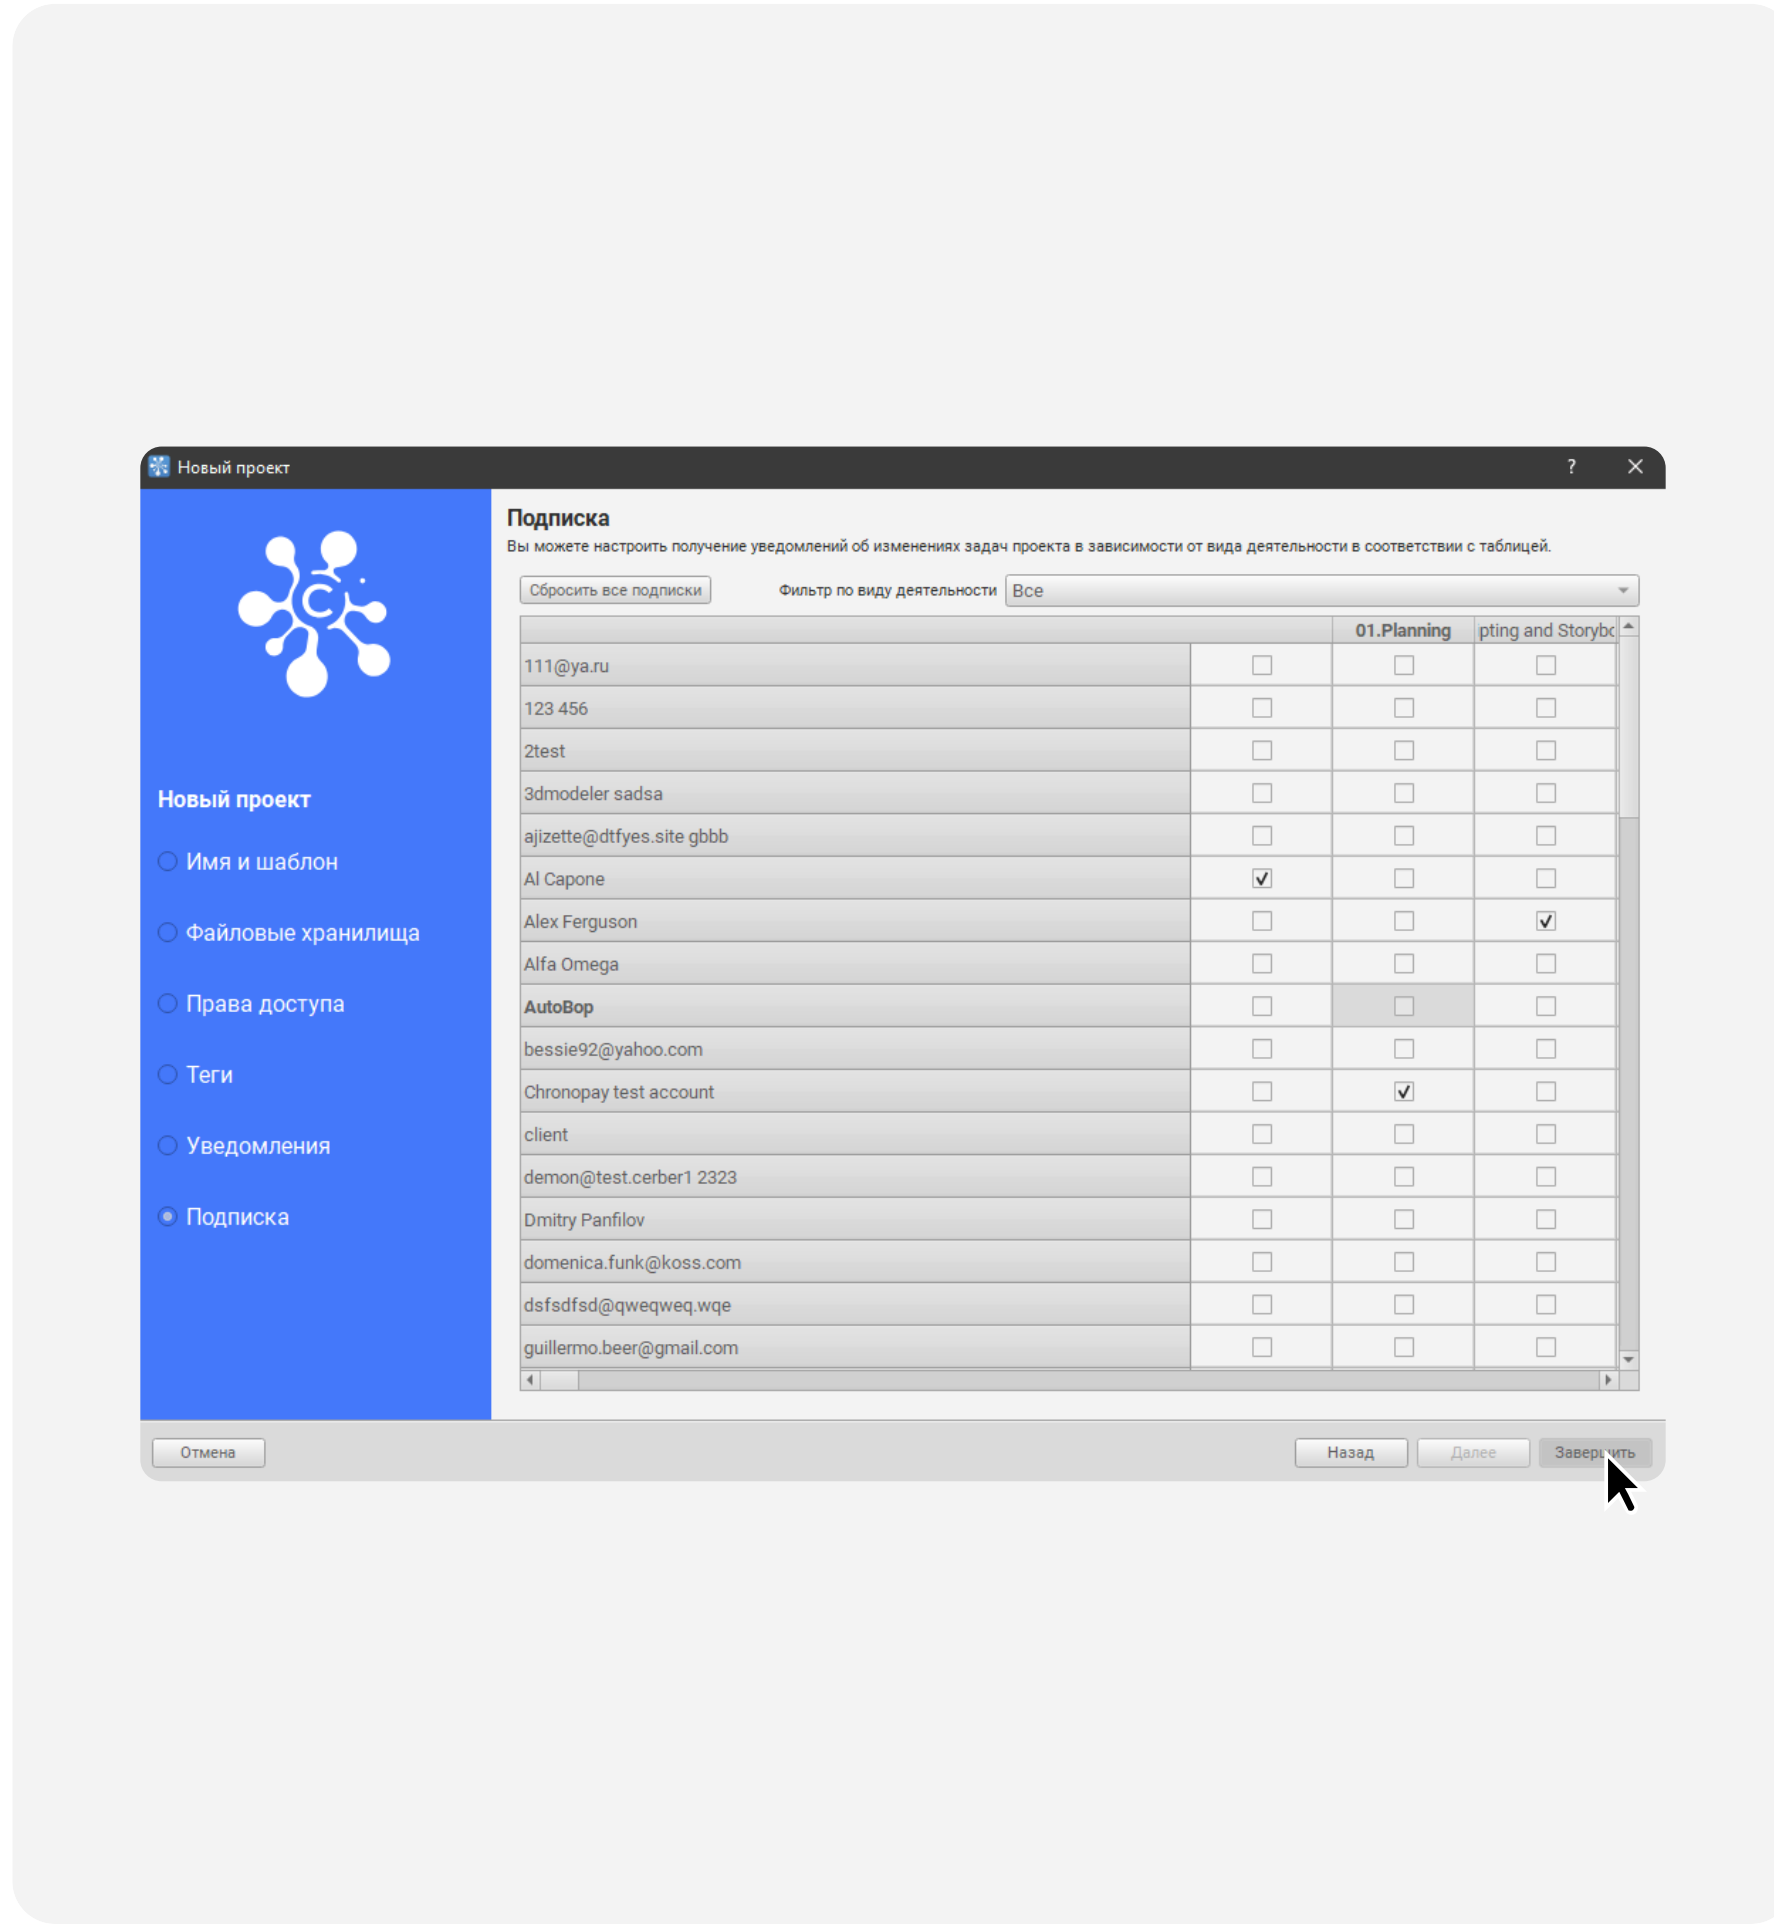 Новый проект
?
C
Новый проект
Имя и шаблон
Файловые хранилища
Права доступа
Теги
Уведомления
Подписка
Подписка
Вы можете настроить получение уведомлений об изменениях задач проекта в зависимости от вида деятельности в соответствии с таблицей.
Сбросить все подписки Фильтр по виду деятельности Все
01.Planning pting and Storybo
111@ya.ru
123 456
2test
3dmodeler sadsa
ajizette@dtfyes.site gbbb
Al Capone
Alex Ferguson
Alfa Omega
AutoBop
bessie92@yahoo.com
Chronopay test account
client
demon@test.cerber1 2323
Dmitry Panfilov
domenica.funk@koss.com
dsfsdfsd@qweqweq.wqe
guillermo.beer@gmail.com
Отмена Назад Далее Завершить